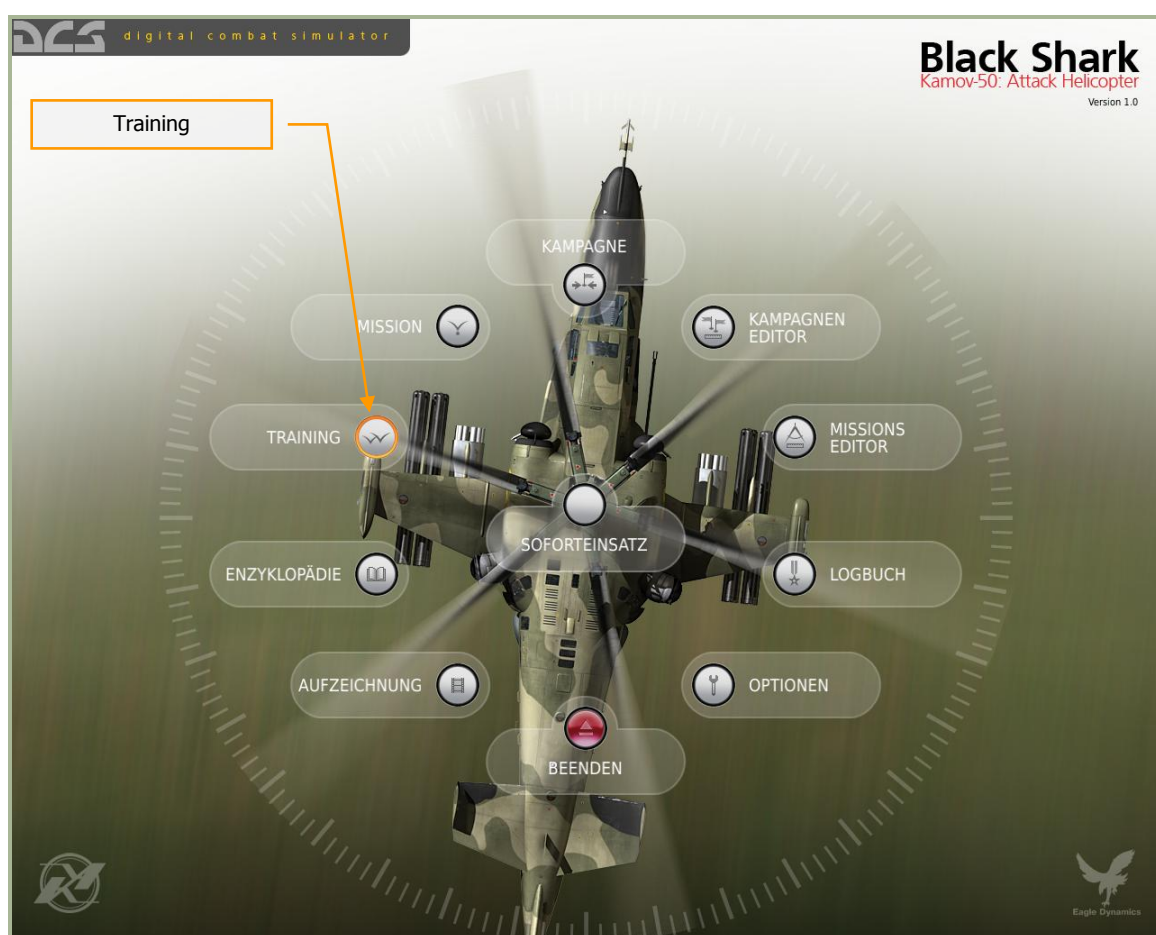 DCS digital combat simulator
Black Shark
Kamov-50: Attack Helicopter
Version 1.0
Training
KAMPAGNE
MISSION
KAMPAGNEN
EDITOR
TRAINING
MISSIONS
EDITOR
SOFORTEINSATZ
ENZYKLOPÄDIE
LOGBUCH
AUFZEICHNUNG
OPTIONEN
BEENDEN
Eagle Dynamics